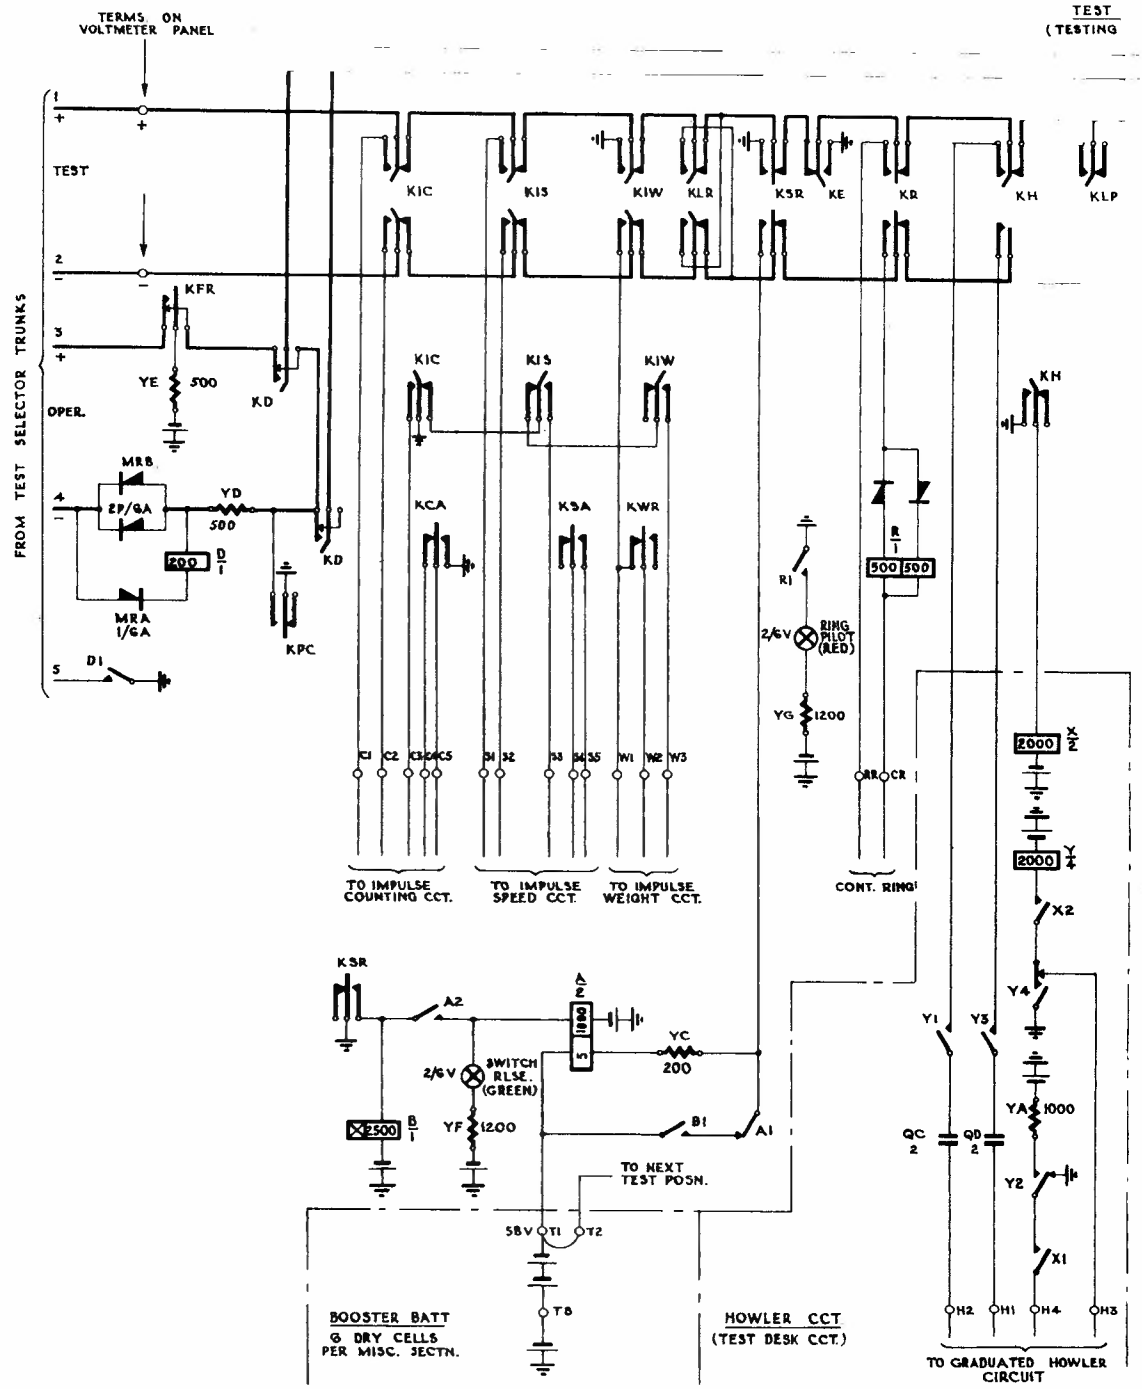 TERMS ON
VOLTMETER PANEL
TEST
(TESTING
1
+
+
TEST
KIC
KIS
KIW
KLR
KSR
KE
KR
KH
KLP
2
-
-
FROM TEST SELECTOR TRUNKS
KFR
3
+
YE
500
KD
OPER.
KIC
KIS
KIW
KH
MRB
4
-
2P/6A
YD
500
KD
200
D
1
MRA
1/6A
KPC
KCA
KSA
KWR
R1
2/6V
RING
PILOT
(RED)
YG
1200
R
1
500
500
5
D1
C1
C2
C3
C4
C5
S1
S2
S3
S4
S5
W1
W2
W3
RR
CR
2000
X
2
2000
Y
4
TO IMPULSE
COUNTING CCT.
TO IMPULSE
SPEED CCT.
TO IMPULSE
WEIGHT CCT.
CONT. RING
X2
KSR
A2
A
2
5
YC
200
Y1
Y3
Y4
2/6V
SWITCH
RLSE.
(GREEN)
2500
B
1
YF
1200
B1
A1
YA
1000
QC
2
QD
2
Y2
TO NEXT
TEST POSN.
58V
T1
T2
X1
T8
BOOSTER BATT
6 DRY CELLS
PER MISC. SECTN.
HOWLER CCT
(TEST DESK CCT.)
H2
H1
H4
H3
TO GRADUATED HOWLER
CIRCUIT